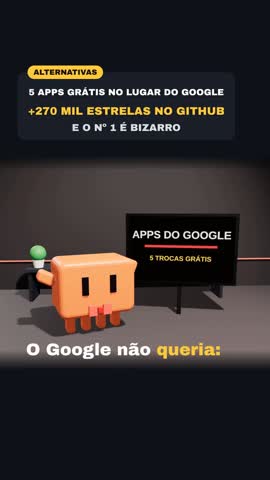 ALTERNATIVAS
5 APPS GRÁTIS NO LUGAR DO GOOGLE
+270 MIL ESTRELAS NO GITHUB
E O Nº 1 É BIZARRO
APPS DO GOOGLE
5 TROCAS GRÁTIS
O Google não queria: